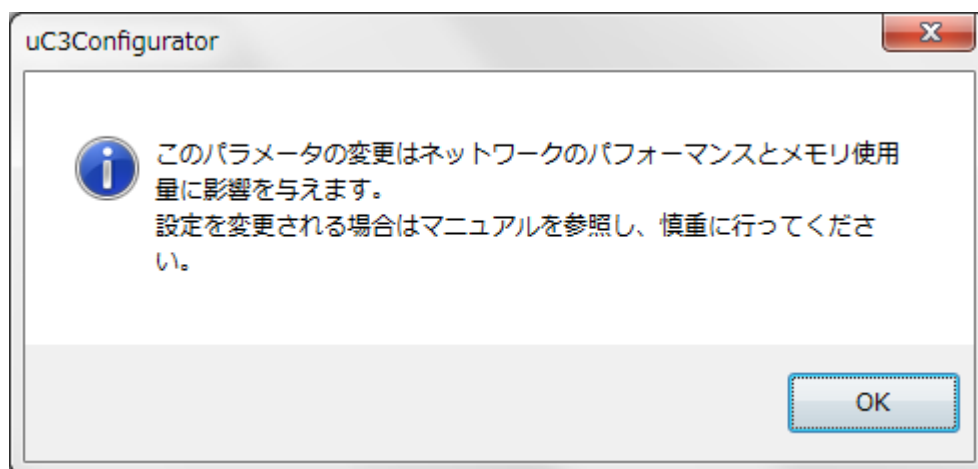 uC3Configurator
このパラメータの変更はネットワークのパフォーマンスとメモリ使用
量に影響を与えます。
設定を変更される場合はマニュアルを参照し、慎重に行ってくださ
い。
OK